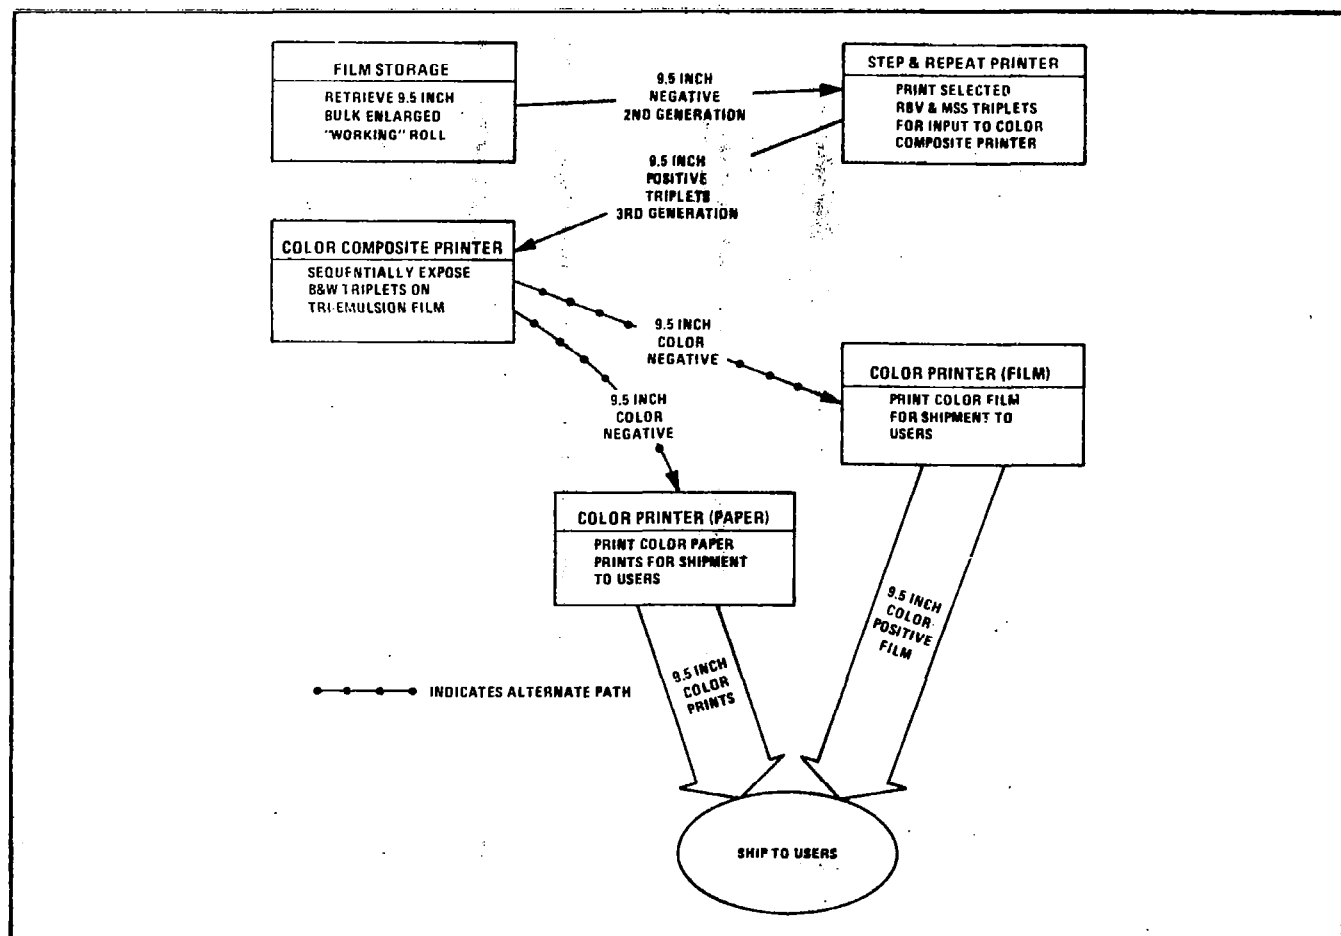 FILM STORAGE
RETRIEVE 9.5 INCH
BULK ENLARGED
"WORKING" ROLL
9.5 INCH
NEGATIVE
2ND GENERATION
STEP & REPEAT PRINTER
PRINT SELECTED
RBV & MSS TRIPLETS
FOR INPUT TO COLOR
COMPOSITE PRINTER
9.5 INCH
POSITIVE
TRIPLETS
3RD GENERATION
COLOR COMPOSITE PRINTER
SEQUENTIALLY EXPOSE
B&W TRIPLETS ON
TRI-EMULSION FILM
9.5 INCH
COLOR
NEGATIVE
9.5 INCH
COLOR
NEGATIVE
COLOR PRINTER (FILM)
PRINT COLOR FILM
FOR SHIPMENT TO
USERS
COLOR PRINTER (PAPER)
PRINT COLOR PAPER
PRINTS FOR SHIPMENT
TO USERS
9.5 INCH
COLOR
POSITIVE
FILM
9.5 INCH
COLOR
PRINTS
INDICATES ALTERNATE PATH
SHIP TO USERS